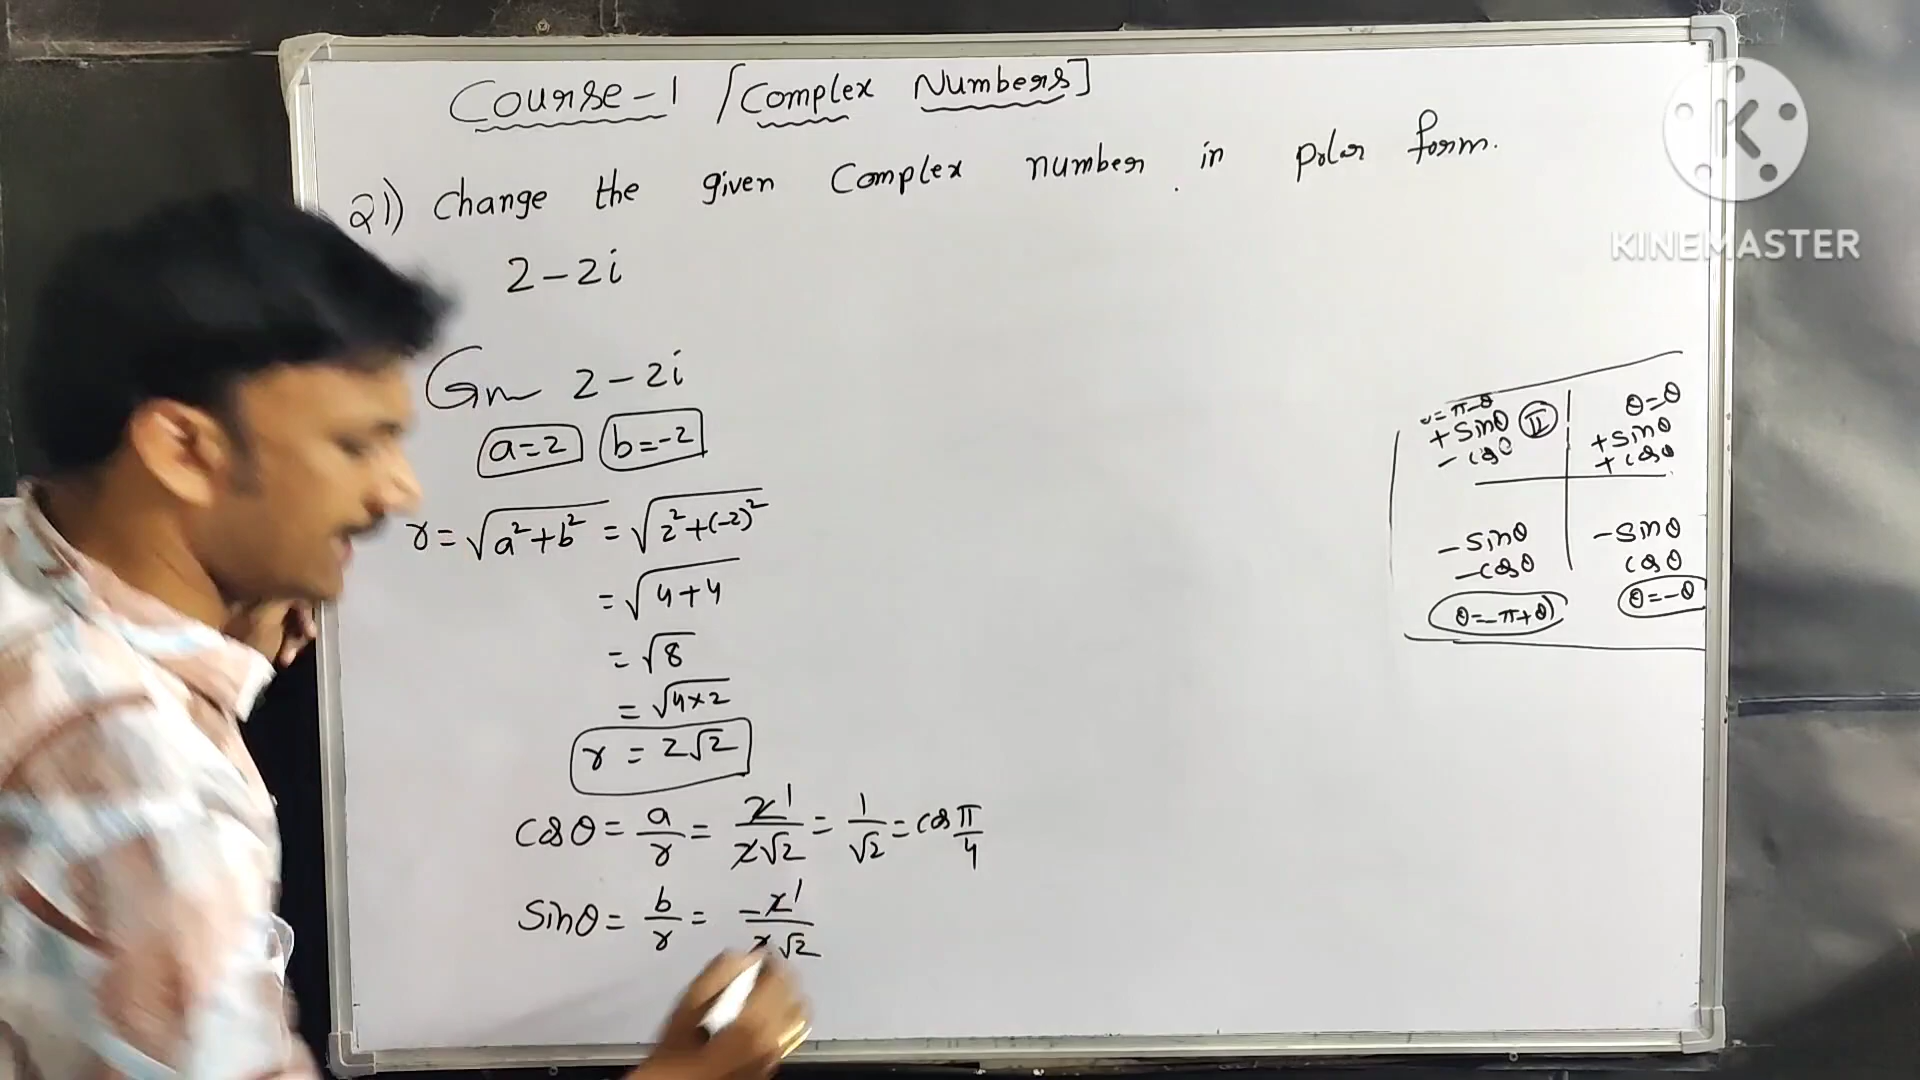 Course-1 [Complex Numbers]
Q1) Change the given Complex number in polar form.
2-2i
Gn 2-2i
a=2 b=-2
r=√a²+b² = √2²+(-2)²
= √4+4
= √8
= √4×2
r = 2√2
cosθ = a/r = 2 1/2√2 = 1/√2 = cos π/4
Sinθ = b/r = -2 1/2√2
=π-θ
+Sinθ II
-cosθ
θ=θ
+Sinθ
+cosθ
-Sinθ
-cosθ
θ=-π+θ
-Sinθ
cosθ
θ=-θ
K
KINEMASTER